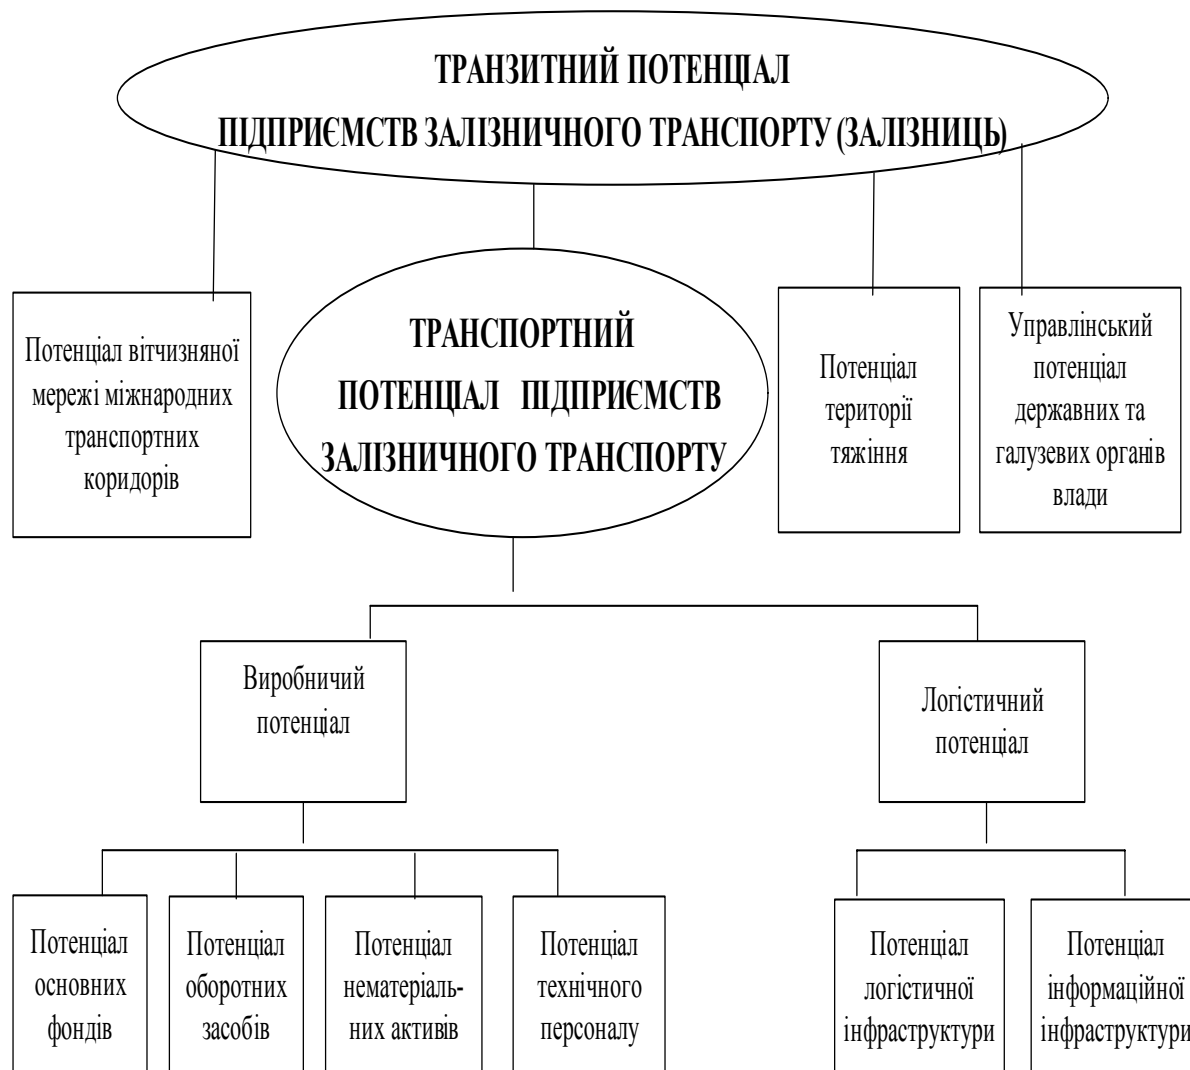 ТРАНЗИТНИЙ ПОТЕНЦІАЛ
ПІДПРИЄМСТВ ЗАЛІЗНИЧНОГО ТРАНСПОРТУ (ЗАЛІЗНИЦЬ)
Потенціал вітчизняної
мережі міжнародних
транспортних
коридорів
ТРАНСПОРТНИЙ
ПОТЕНЦІАЛ ПІДПРИЄМСТВ
ЗАЛІЗНИЧНОГО ТРАНСПОРТУ
Потенціал
території
тяжіння
Управлінський
потенціал
державних та
галузевих органів
влади
Виробничий
потенціал
Логістичний
потенціал
Потенціал
основних
фондів
Потенціал
оборотних
засобів
Потенціал
нематеріаль-
них активів
Потенціал
технічного
персоналу
Потенціал
логістичної
інфраструктури
Потенціал
інформаційної
інфраструктури